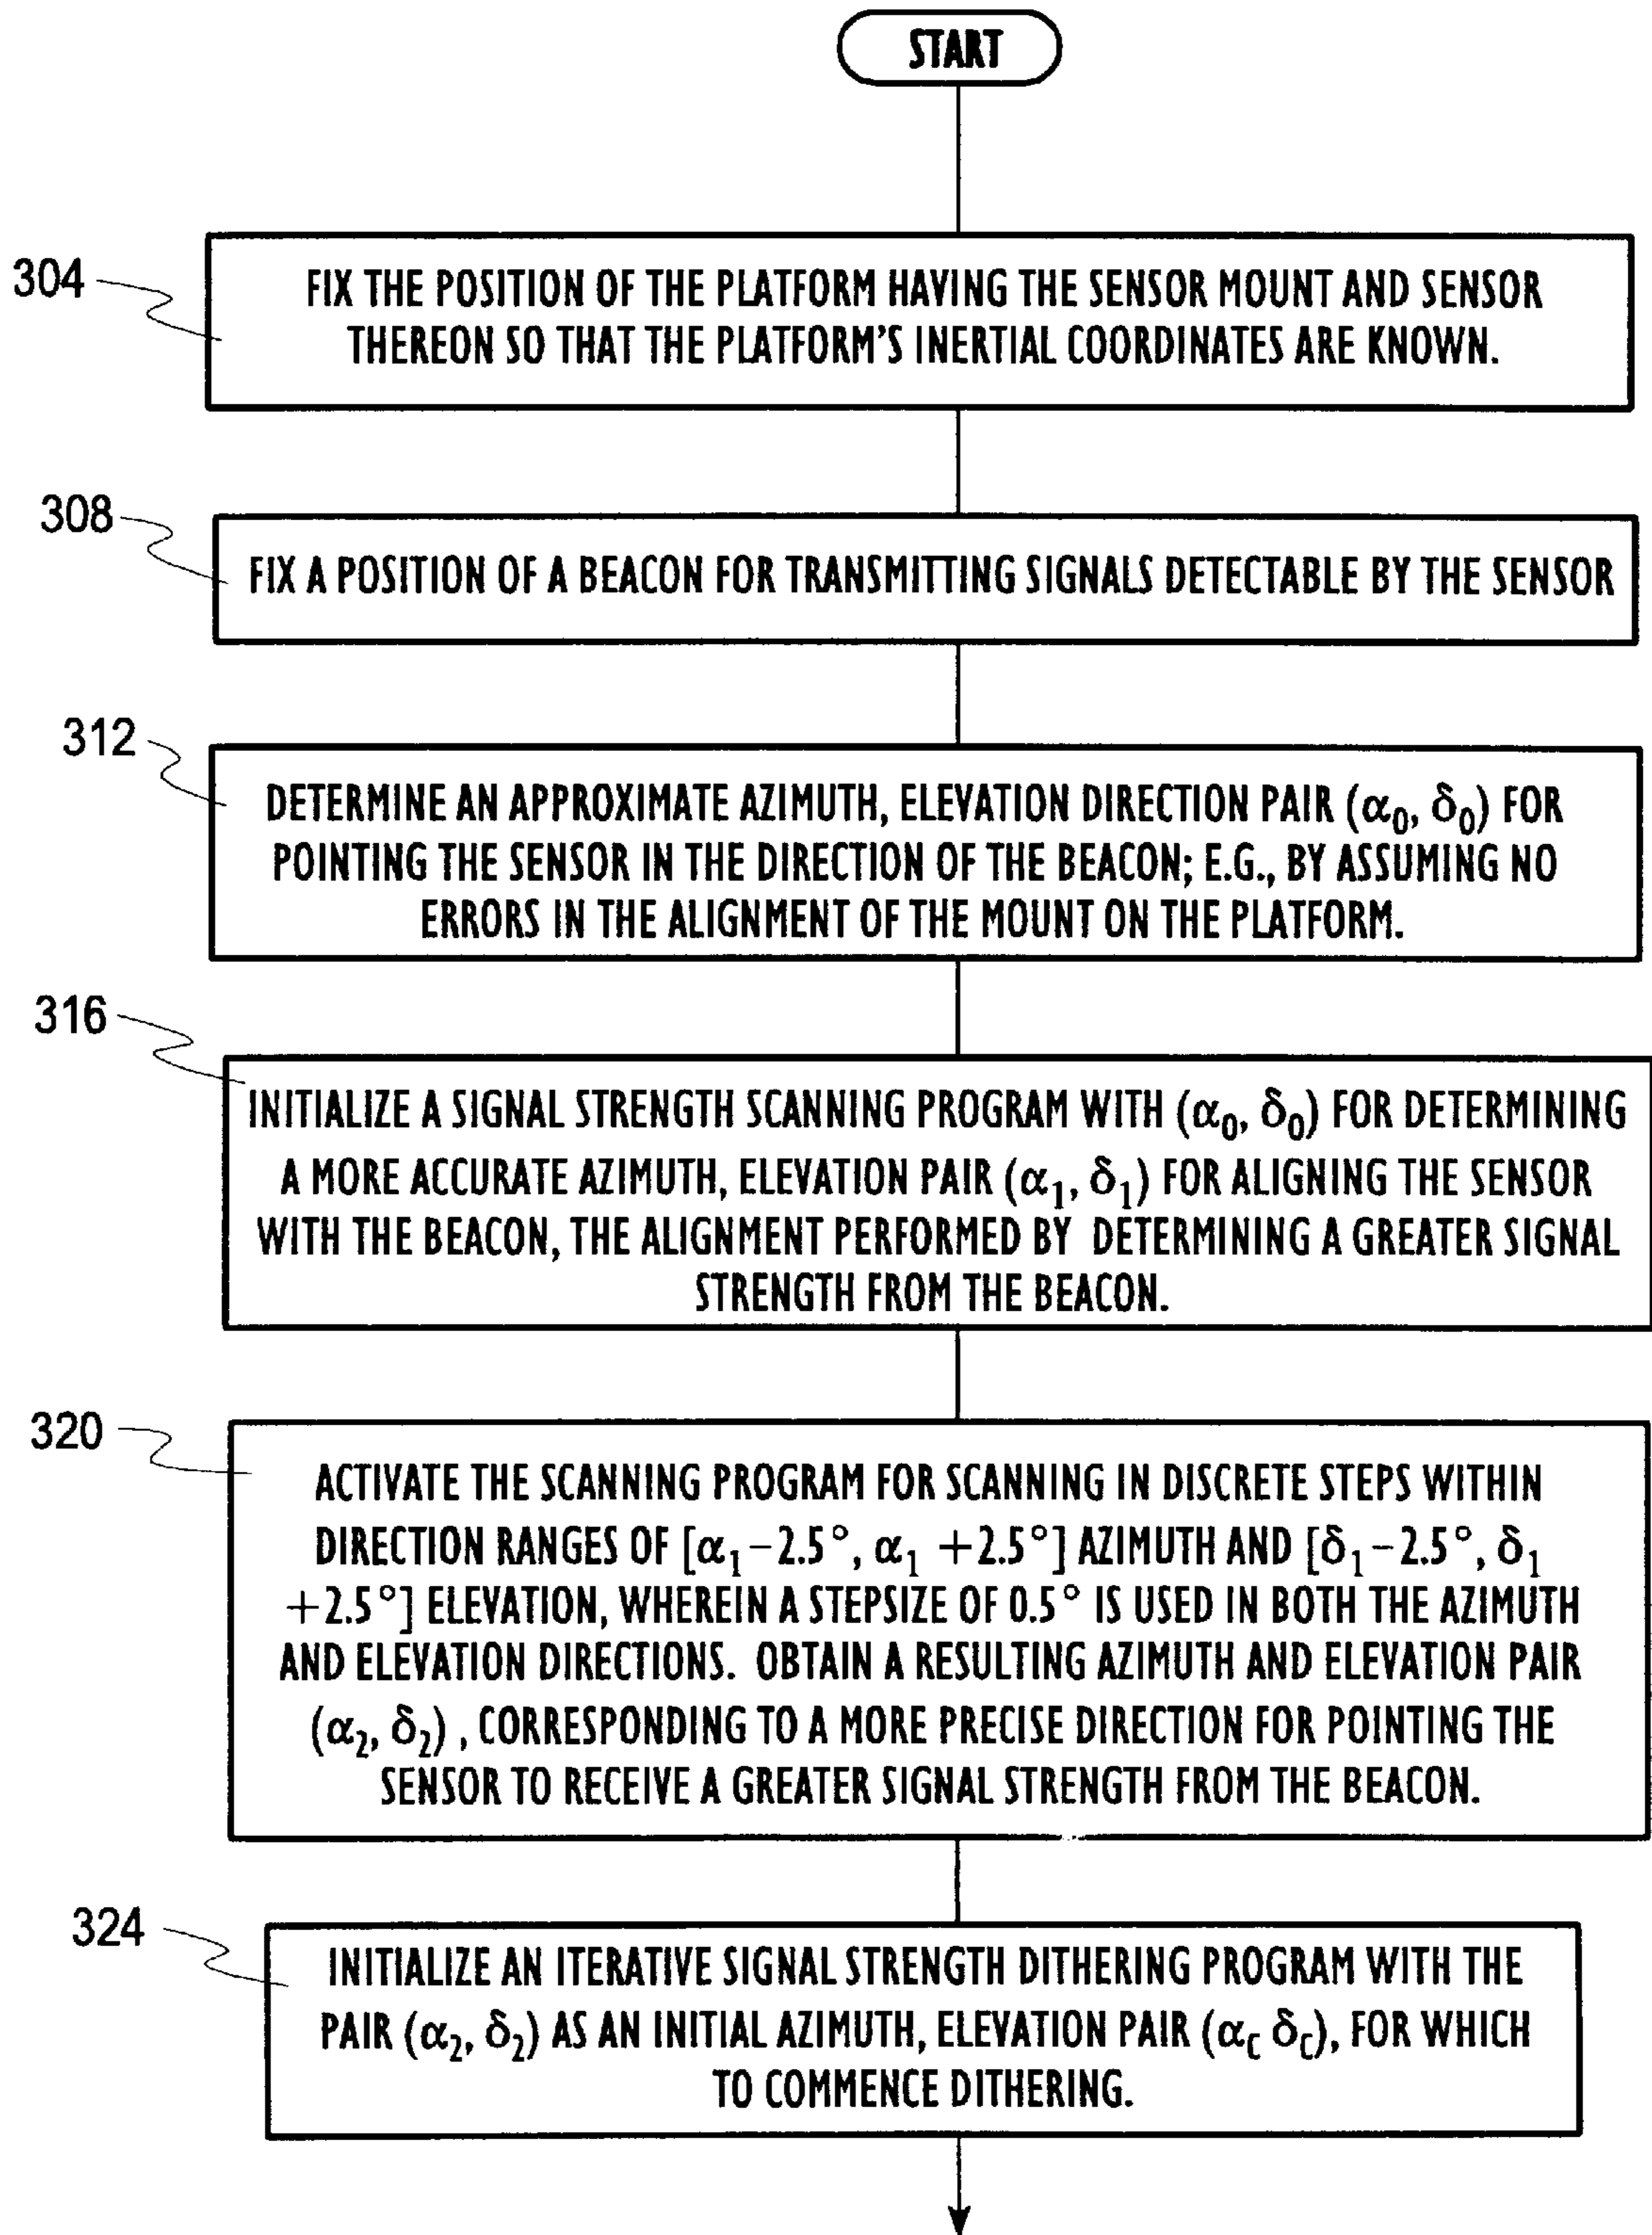 START
304
FIX THE POSITION OF THE PLATFORM HAVING THE SENSOR MOUNT AND SENSOR
THEREON SO THAT THE PLATFORM'S INERTIAL COORDINATES ARE KNOWN.
308
FIX A POSITION OF A BEACON FOR TRANSMITTING SIGNALS DETECTABLE BY THE SENSOR
312
DETERMINE AN APPROXIMATE AZIMUTH, ELEVATION DIRECTION PAIR (α₀, δ₀) FOR
POINTING THE SENSOR IN THE DIRECTION OF THE BEACON; E.G., BY ASSUMING NO
ERRORS IN THE ALIGNMENT OF THE MOUNT ON THE PLATFORM.
316
INITIALIZE A SIGNAL STRENGTH SCANNING PROGRAM WITH (α₀, δ₀) FOR DETERMINING
A MORE ACCURATE AZIMUTH, ELEVATION PAIR (α₁, δ₁) FOR ALIGNING THE SENSOR
WITH THE BEACON, THE ALIGNMENT PERFORMED BY DETERMINING A GREATER SIGNAL
STRENGTH FROM THE BEACON.
320
ACTIVATE THE SCANNING PROGRAM FOR SCANNING IN DISCRETE STEPS WITHIN
DIRECTION RANGES OF [α₁-2.5°, α₁ +2.5°] AZIMUTH AND [δ₁-2.5°, δ₁
+2.5°] ELEVATION, WHEREIN A STEPSIZE OF 0.5° IS USED IN BOTH THE AZIMUTH
AND ELEVATION DIRECTIONS. OBTAIN A RESULTING AZIMUTH AND ELEVATION PAIR
(α₂, δ₂) , CORRESPONDING TO A MORE PRECISE DIRECTION FOR POINTING THE
SENSOR TO RECEIVE A GREATER SIGNAL STRENGTH FROM THE BEACON.
324
INITIALIZE AN ITERATIVE SIGNAL STRENGTH DITHERING PROGRAM WITH THE
PAIR (α₂, δ₂) AS AN INITIAL AZIMUTH, ELEVATION PAIR (α_C δ_C), FOR WHICH
TO COMMENCE DITHERING.